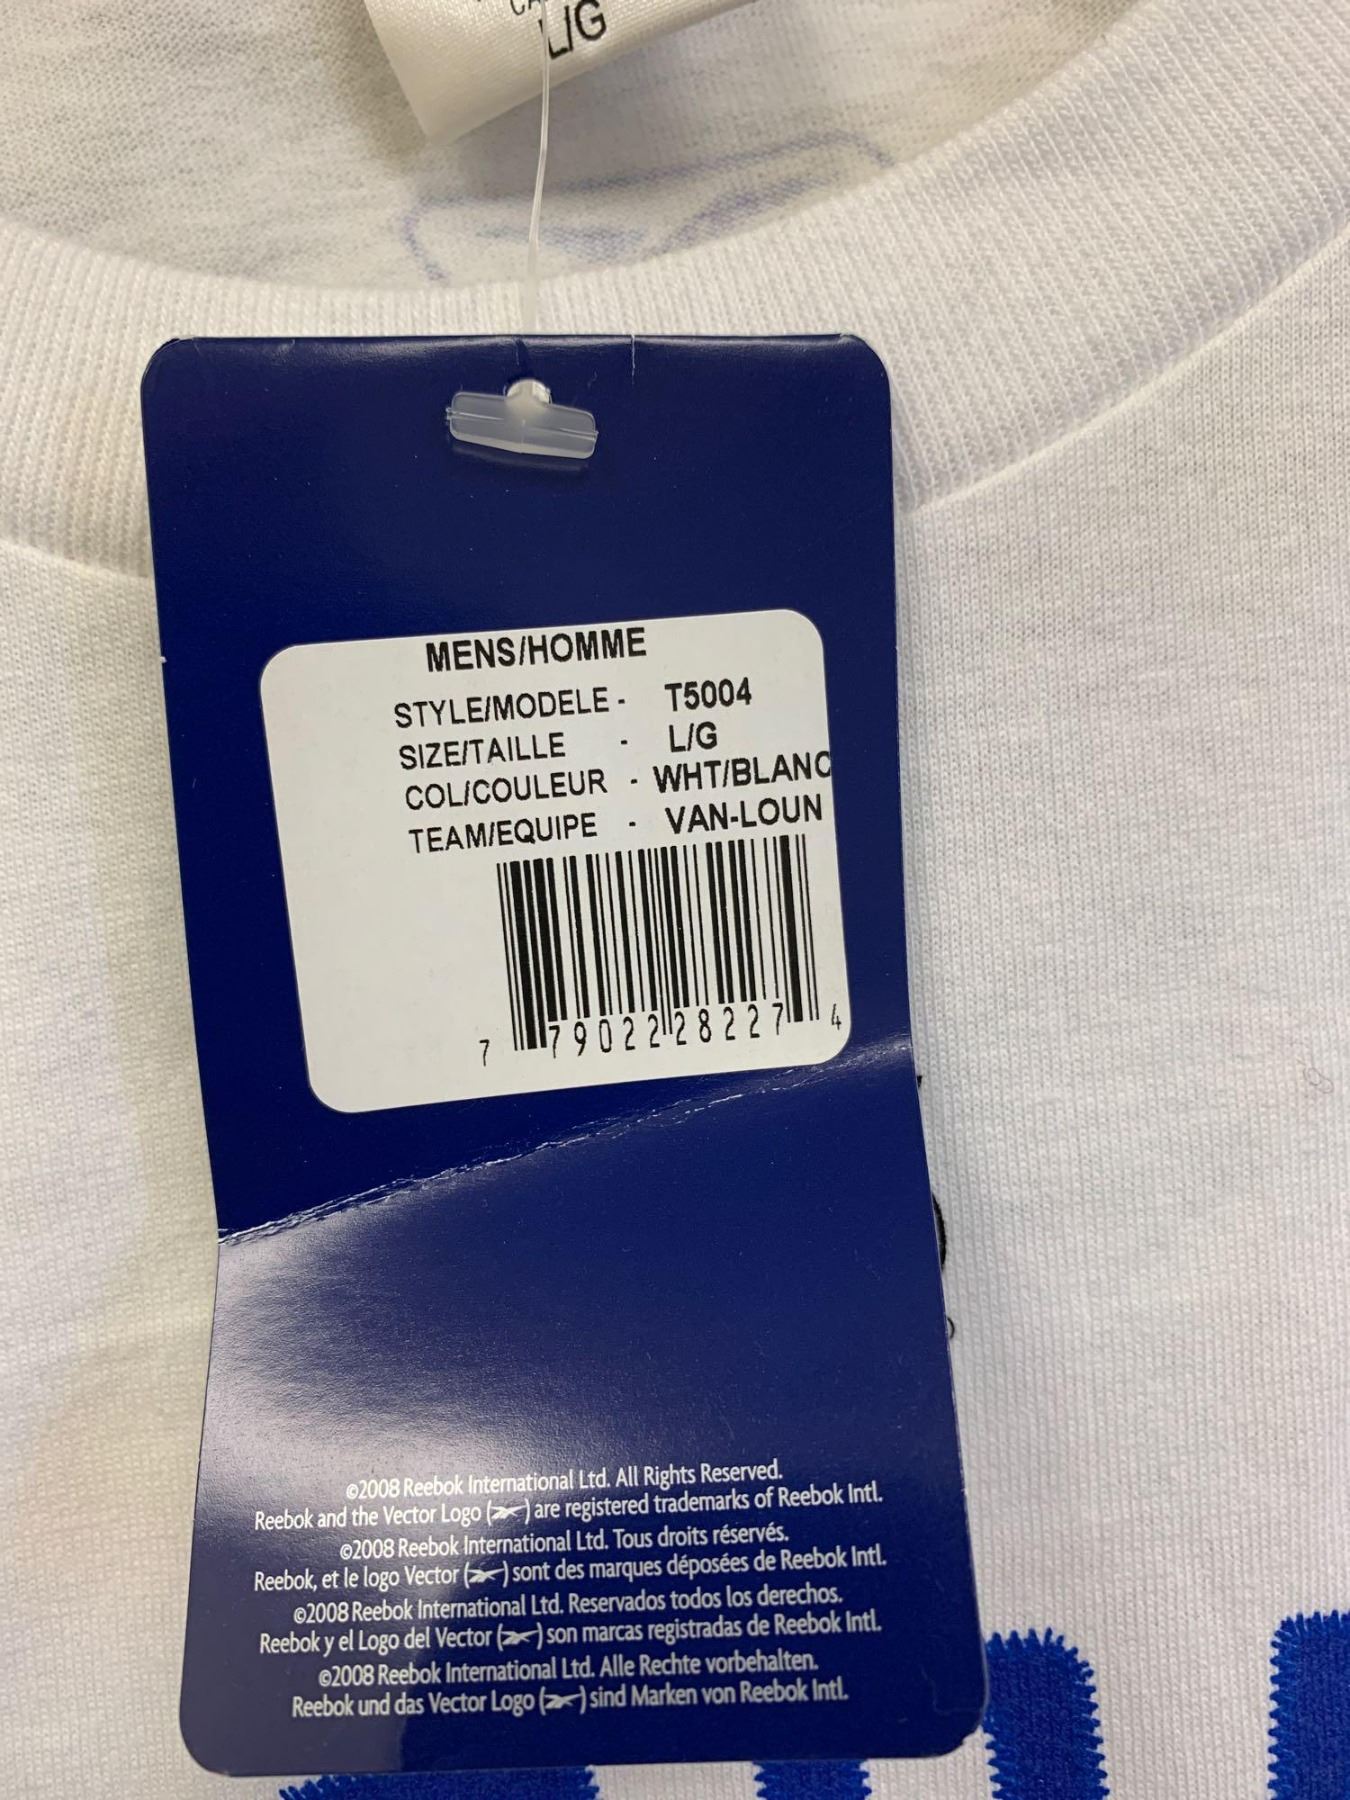 L/G
MENS/HOMME
STYLE/MODELE - T5004
SIZE/TAILLE - L/G
COL/COULEUR - WHT/BLANC
TEAM/EQUIPE - VAN-LOUN
7 79022 28227 4
©2008 Reebok International Ltd. All Rights Reserved.
Reebok and the Vector Logo () are registered trademarks of Reebok Intl.
©2008 Reebok International Ltd. Tous droits réservés.
Reebok, et le logo Vector () sont des marques déposées de Reebok Intl.
©2008 Reebok International Ltd. Reservados todos los derechos.
Reebok y el Logo del Vector () son marcas registradas de Reebok Intl.
©2008 Reebok International Ltd. Alle Rechte vorbehalten.
Reebok und das Vector Logo () sind Marken von Reebok Intl.